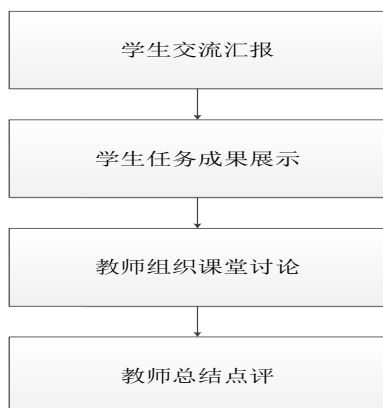 学生交流汇报
学生任务成果展示
教师组织课堂讨论
教师总结点评